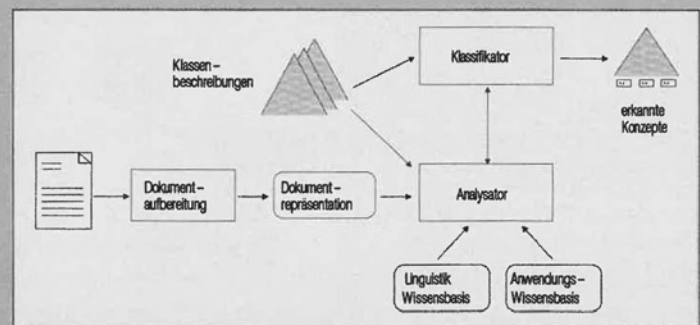 Klassen-
beschreibungen
Klassifikator
erkannte
Konzepte
Dokument-
aufbereitung
Dokument-
repräsentation
Analysator
Linguistik
Wissensbasis
Anwendungs-
Wissensbasis